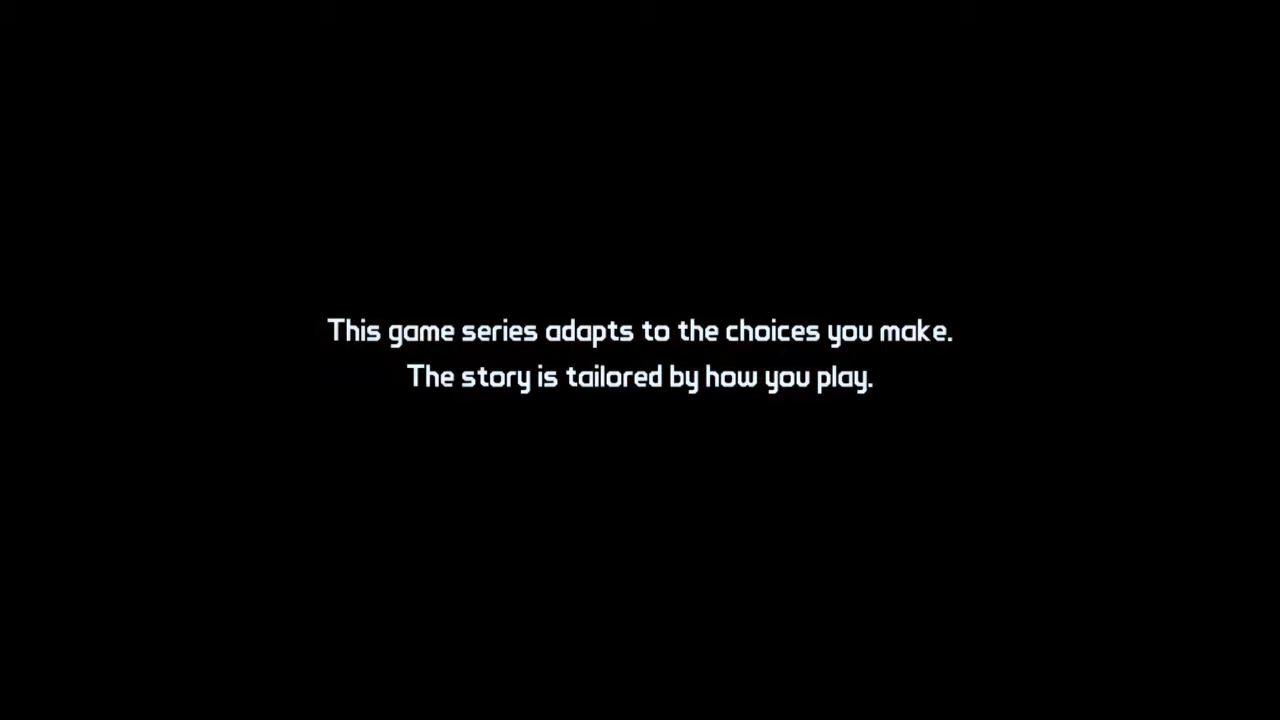 This game series adapts to the choices you make.
The story is tailored by how you play.